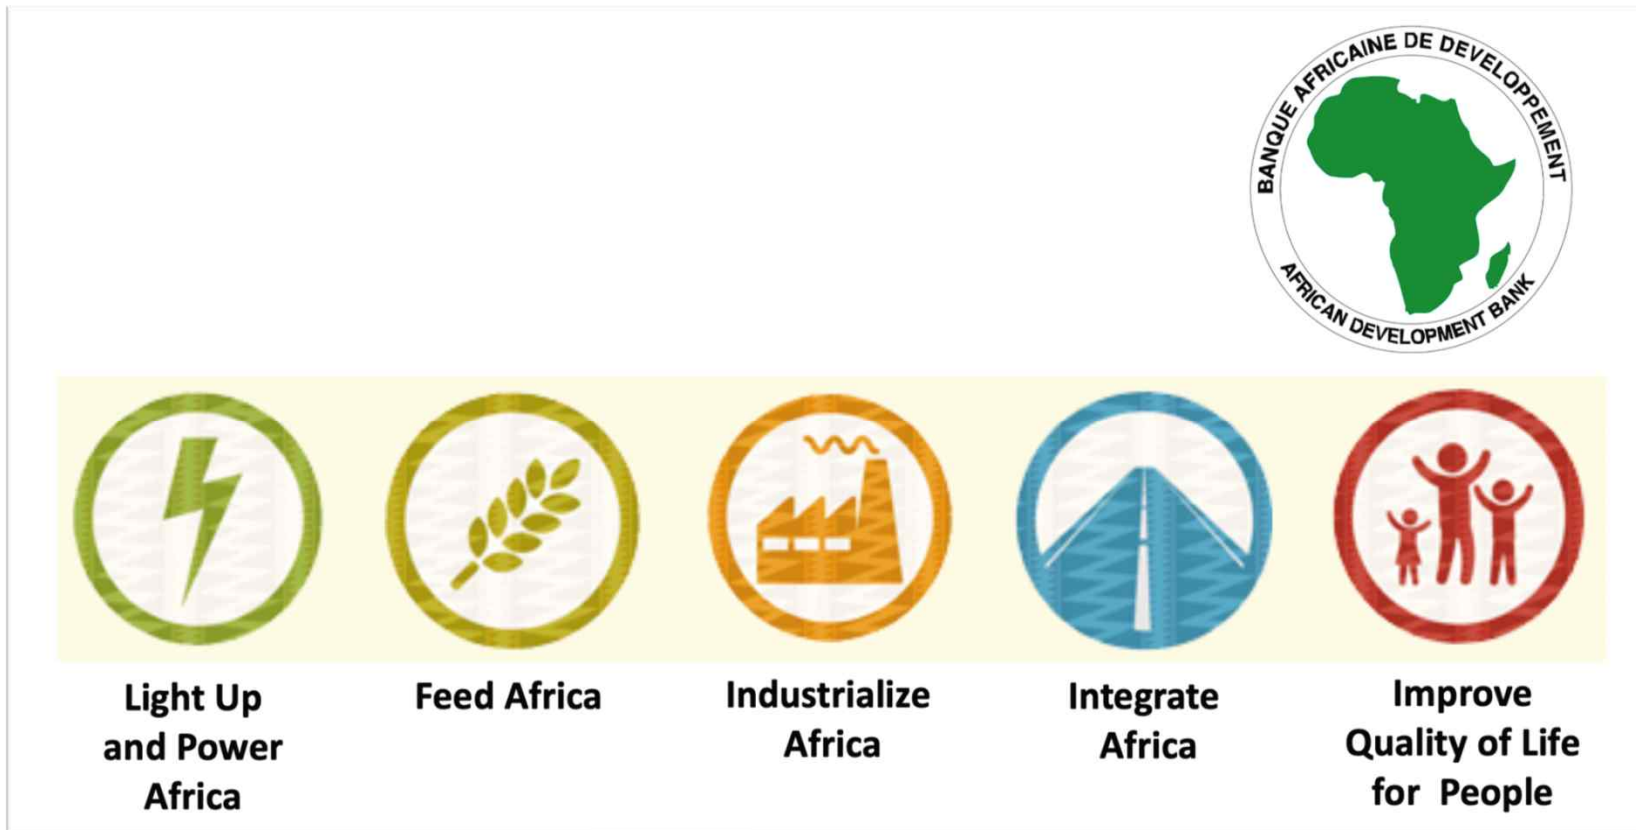 BANQUE AFRICAINE DE DEVELOPPEMENT
AFRICAN DEVELOPMENT BANK
Light Up
and Power
Africa
Feed Africa
Industrialize
Africa
Integrate
Africa
Improve
Quality of Life
for People